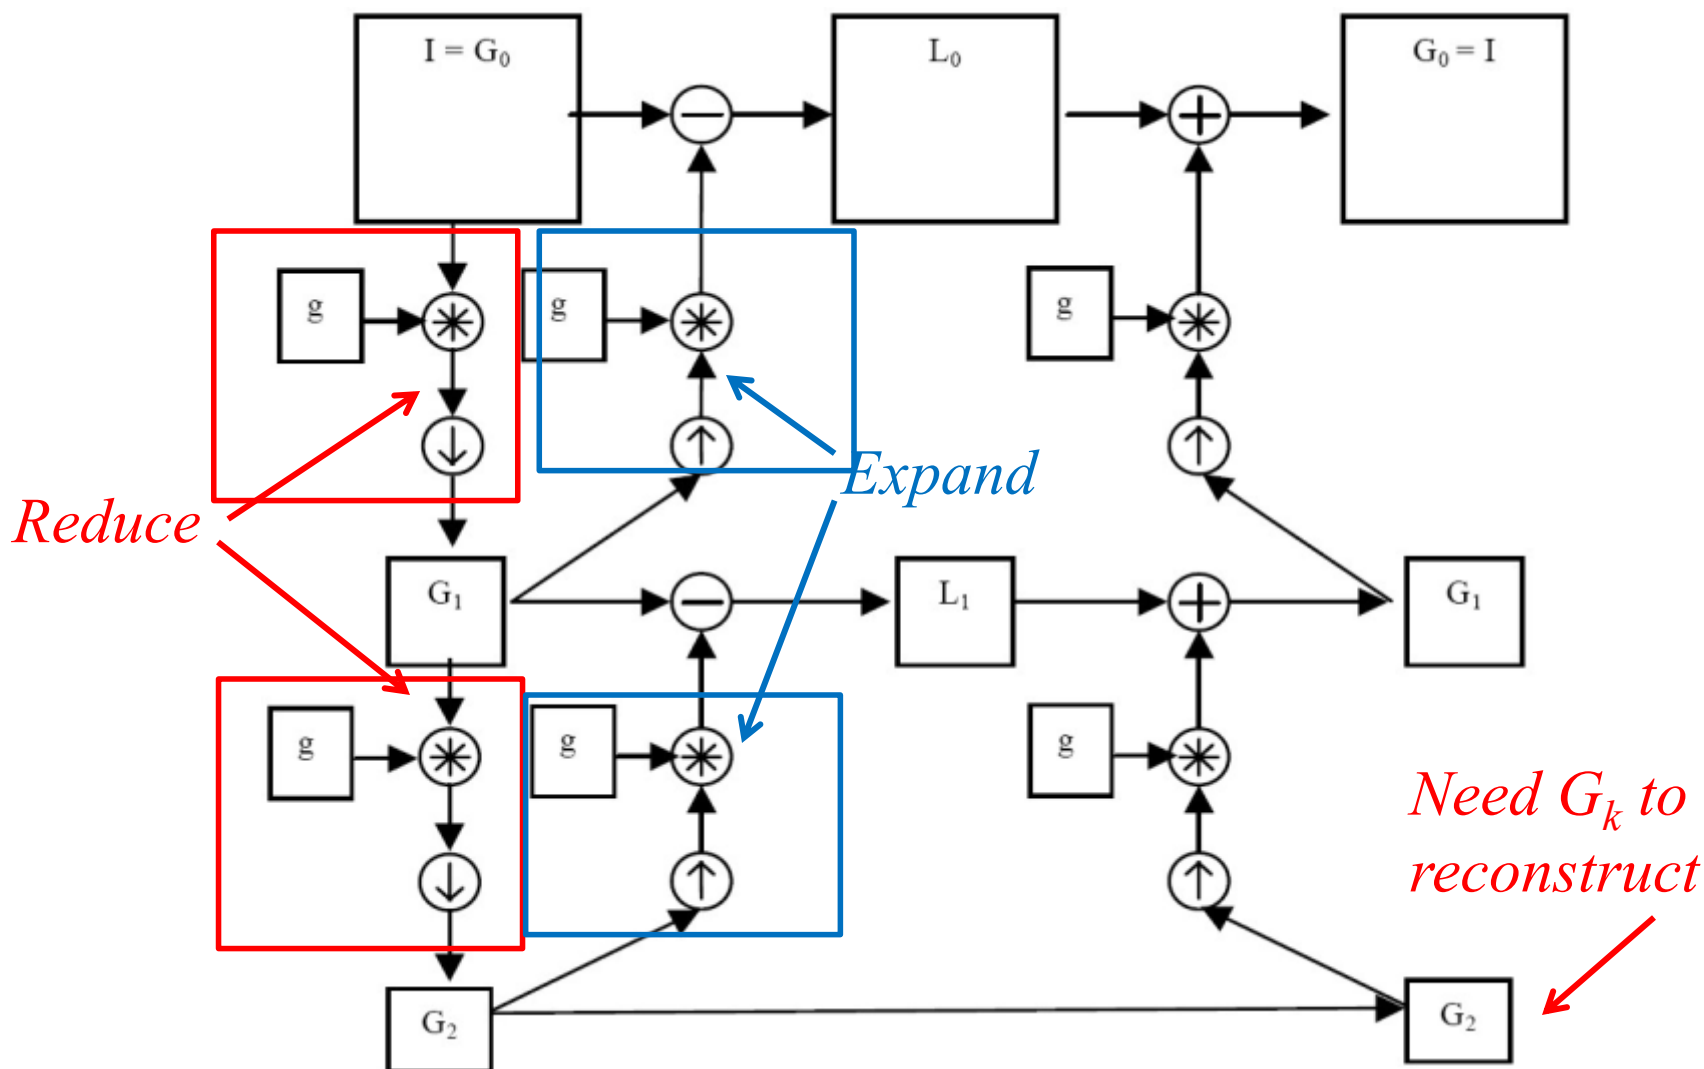 I = G₀
L₀
G₀ = I
g
g
g
Expand
Reduce
G₁
L₁
G₁
g
g
g
Need Gₖ to
reconstruct
G₂
G₂